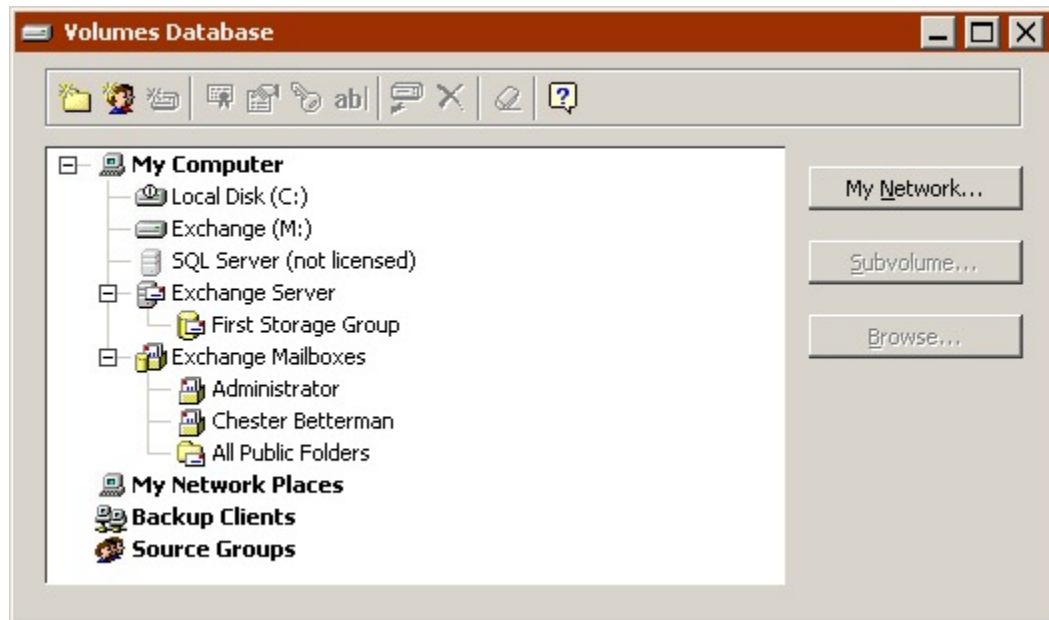 Volumes Database
ab|
My Computer
Local Disk (C:)
Exchange (M:)
SQL Server (not licensed)
Exchange Server
First Storage Group
Exchange Mailboxes
Administrator
Chester Betterman
All Public Folders
My Network Places
Backup Clients
Source Groups
My Network...
Subvolume...
Browse...